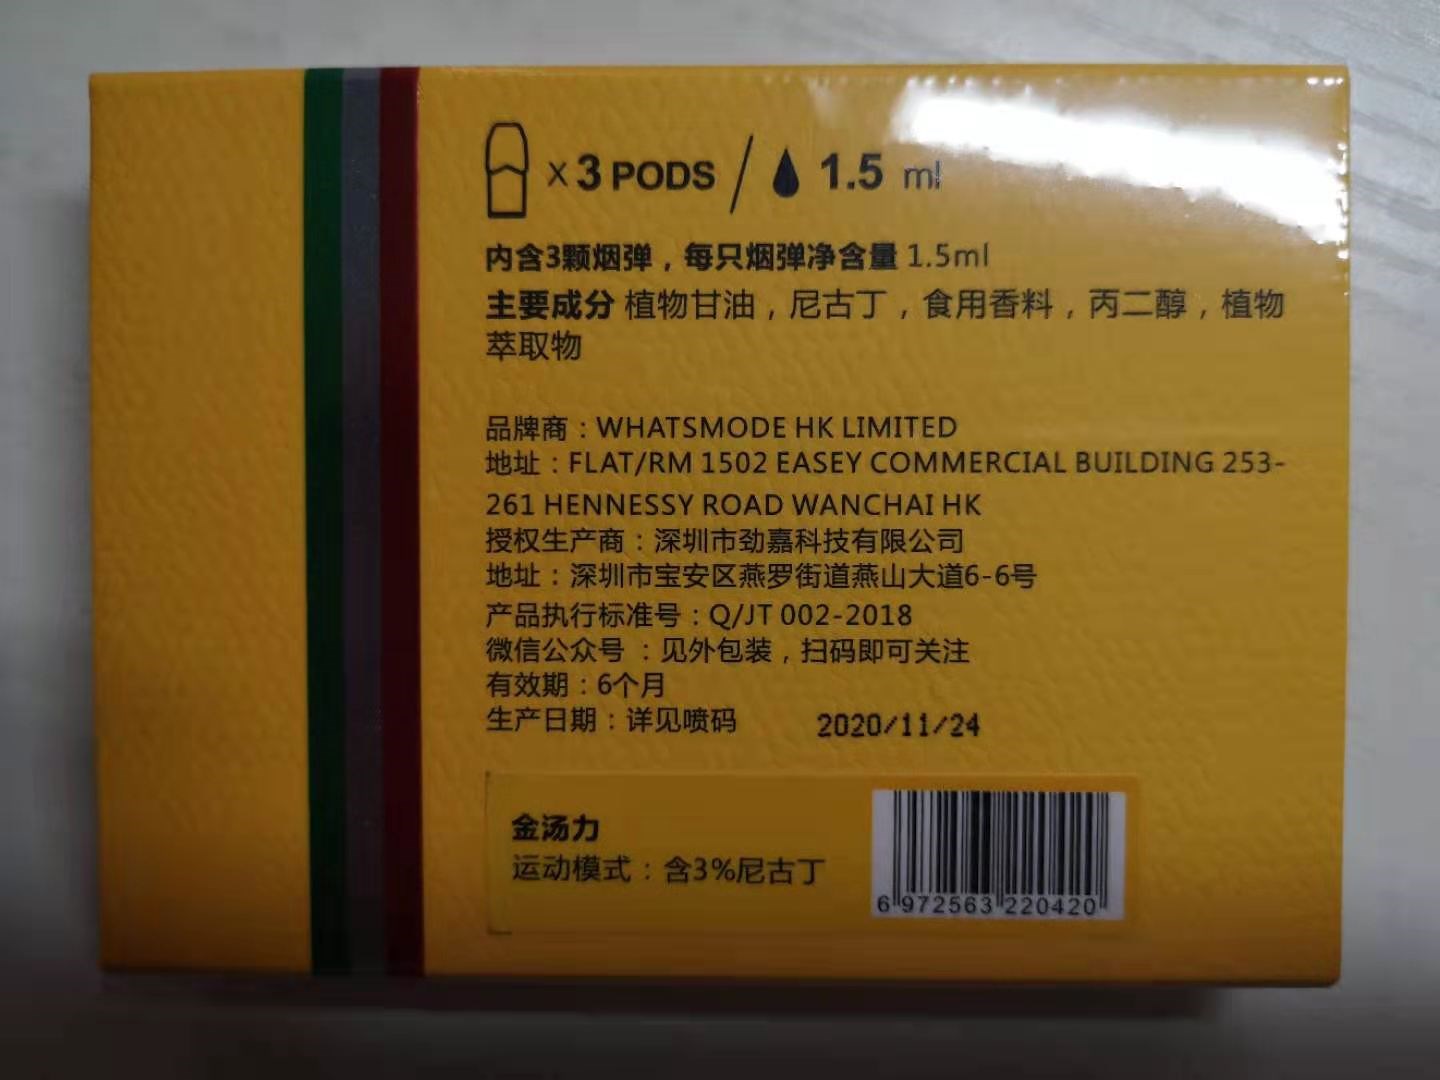 x 3 PODS / 1.5 ml
内含3颗烟弹，每只烟弹净含量 1.5ml
主要成分 植物甘油，尼古丁，食用香料，丙二醇，植物
萃取物
品牌商：WHATSMODE HK LIMITED
地址：FLAT/RM 1502 EASEY COMMERCIAL BUILDING 253-
261 HENNESSY ROAD WANCHAI HK
授权生产商：深圳市劲嘉科技有限公司
地址：深圳市宝安区燕罗街道燕山大道6-6号
产品执行标准号：Q/JT 002-2018
微信公众号 ：见外包装，扫码即可关注
有效期：6个月
生产日期：详见喷码 2020/11/24
金汤力
运动模式：含3%尼古丁
6 972563 220420